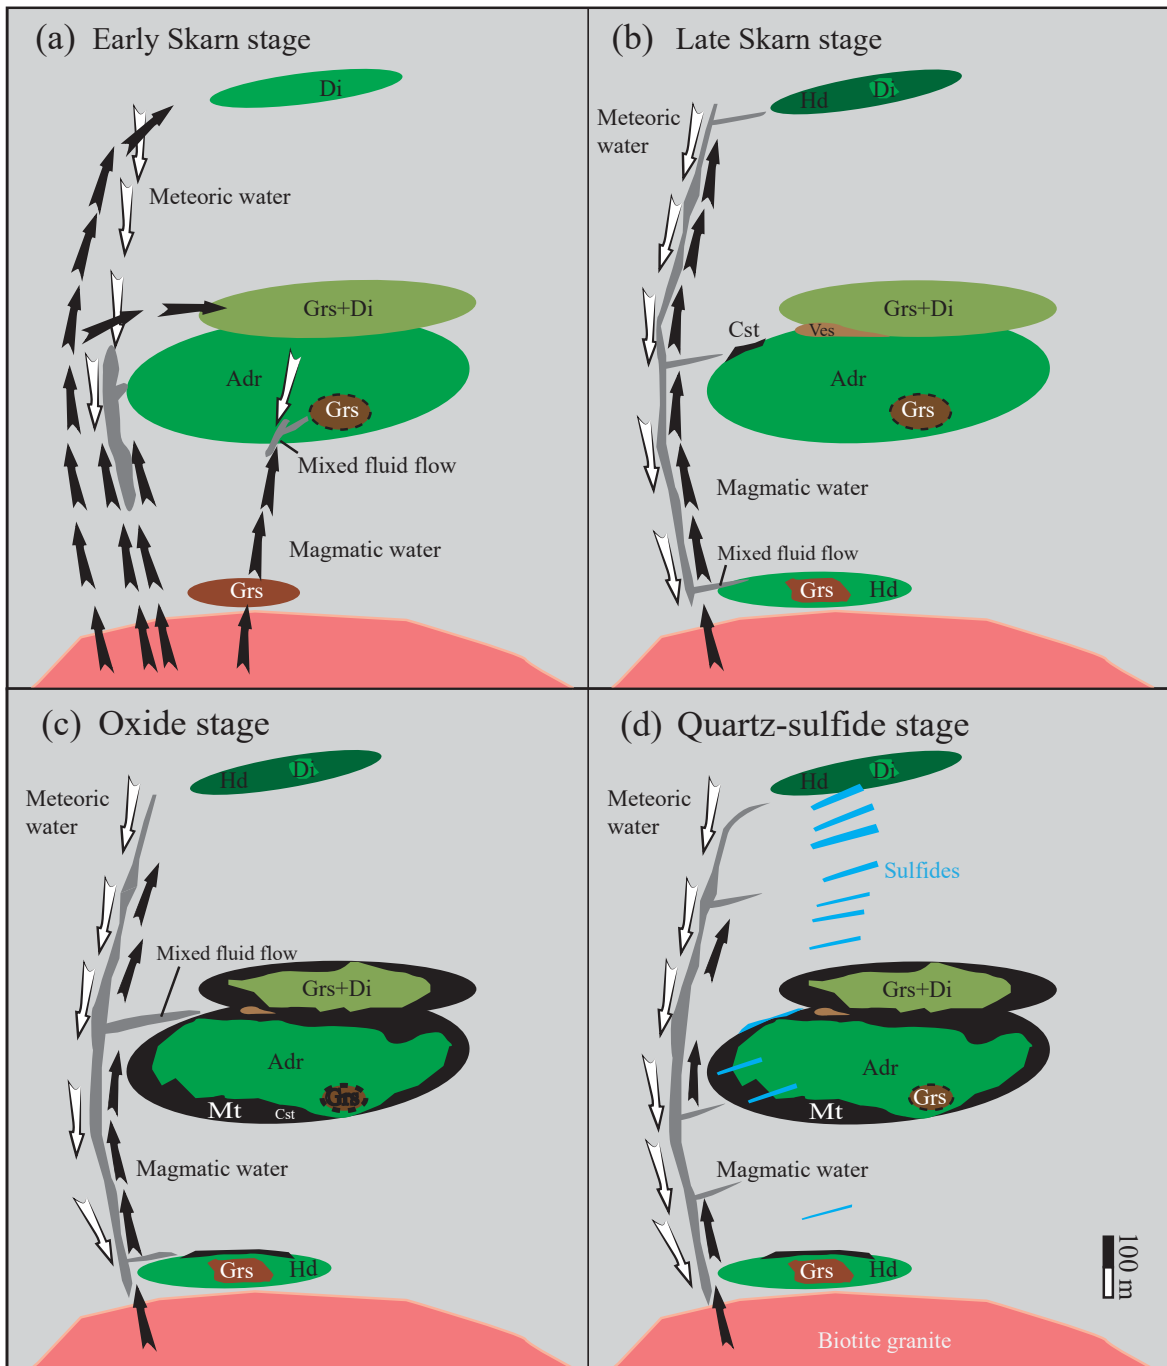 (a) Early Skarn stage
Di
Meteoric water
Grs+Di
Adr
Grs
Mixed fluid flow
Magmatic water
Grs
(b) Late Skarn stage
Meteoric
water
Hd
Di
Grs+Di
Cst
Ves
Adr
Grs
Magmatic water
Mixed fluid flow
Grs
Hd
(c) Oxide stage
Hd
Di
Meteoric
water
Mixed fluid flow
Grs+Di
Adr
Grs
Mt
Cst
Magmatic water
Grs
Hd
(d) Quartz-sulfide stage
Hd
Di
Meteoric
water
Sulfides
Grs+Di
Adr
Grs
Mt
Magmatic water
Grs
Hd
100 m
Biotite granite